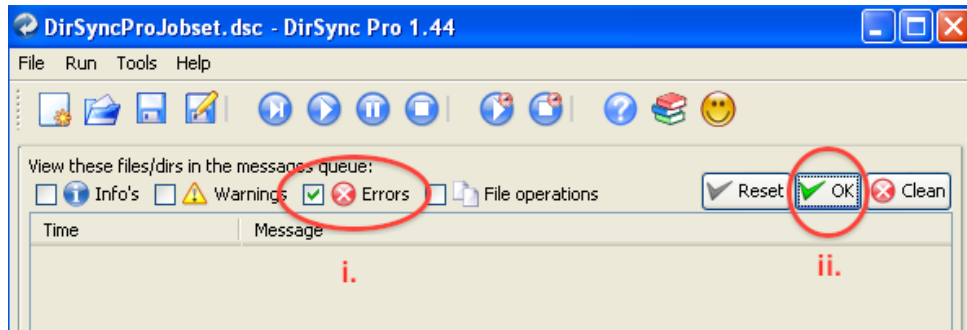 DirSyncProJobset.dsc - DirSync Pro 1.44
File Run Tools Help
View these files/dirs in the messages queue:
Info's Warnings Errors File operations Reset OK Clean
Time Message
i. ii.